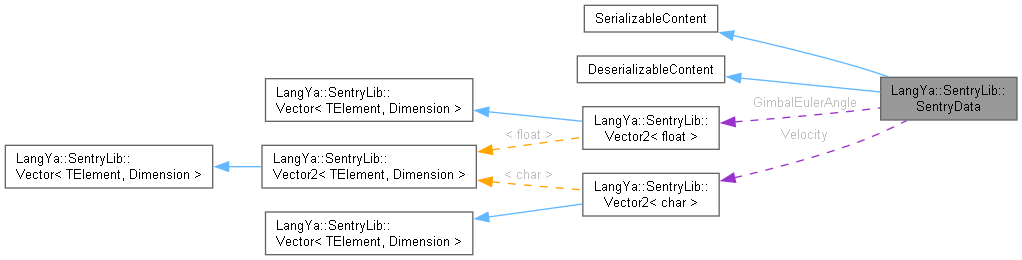 SerializableContent
DeserializableContent
LangYa::SentryLib::
SentryData
LangYa::SentryLib::
Vector< TElement, Dimension >
GimbalEulerAngle
LangYa::SentryLib::
Vector2< float >
< float >
Velocity
LangYa::SentryLib::
Vector< TElement, Dimension >
LangYa::SentryLib::
Vector2< TElement, Dimension >
< char >
LangYa::SentryLib::
Vector2< char >
LangYa::SentryLib::
Vector< TElement, Dimension >